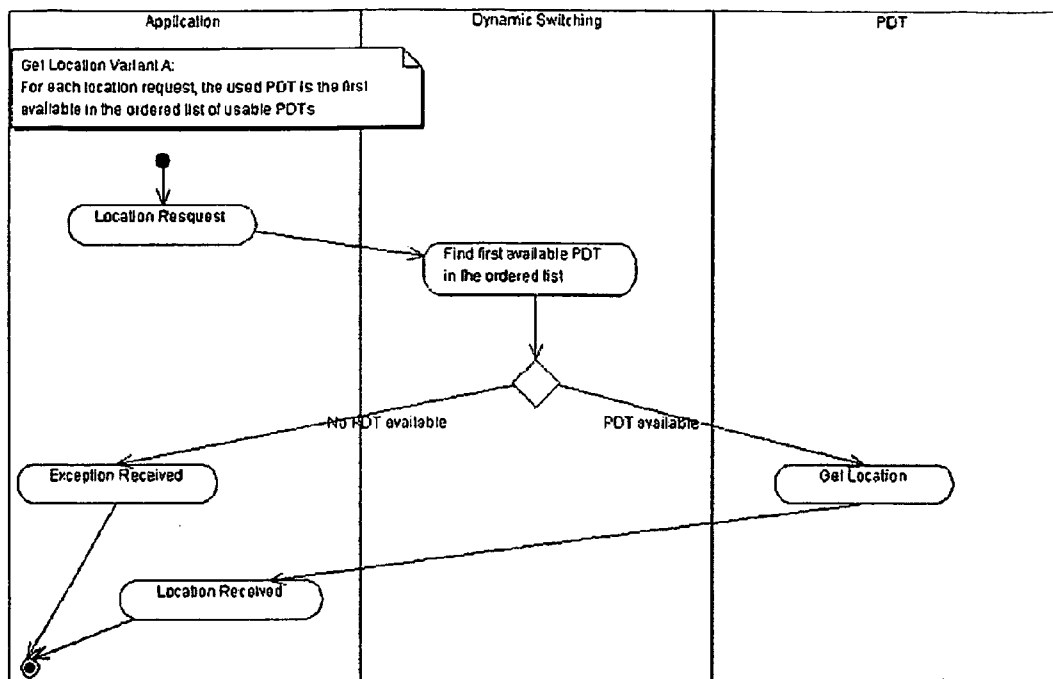 Application
Dynamic Switching
PDT
Get Location Variant A:
For each location request, the used PDT is the first
available in the ordered list of usable PDTs
Location Resquest
Find first available PDT
in the ordered list
No PDT available
PDT available
Exception Received
Get Location
Location Received